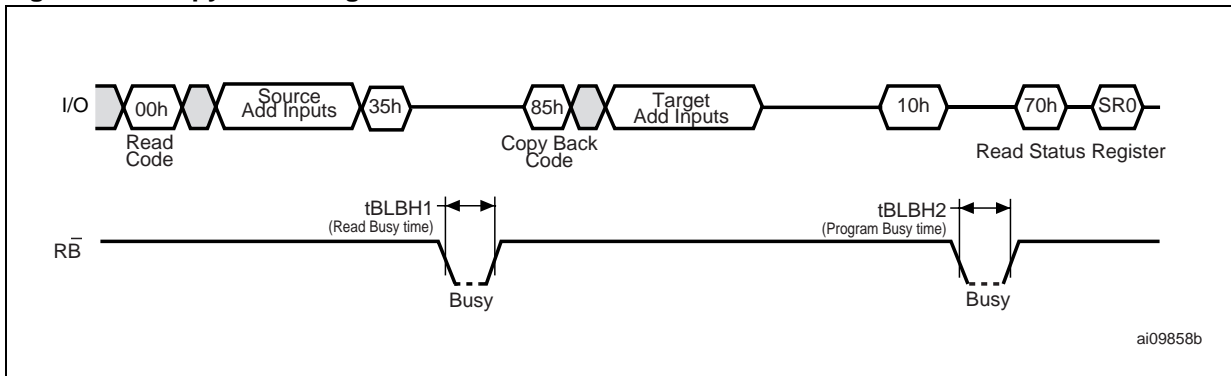 I/O
00h
Source
Add Inputs
35h
85h
Target
Add Inputs
10h
70h
SR0
Read
Code
Copy Back
Code
Read Status Register
tBLBH1
(Read Busy time)
tBLBH2
(Program Busy time)
RB̅
Busy
Busy
ai09858b